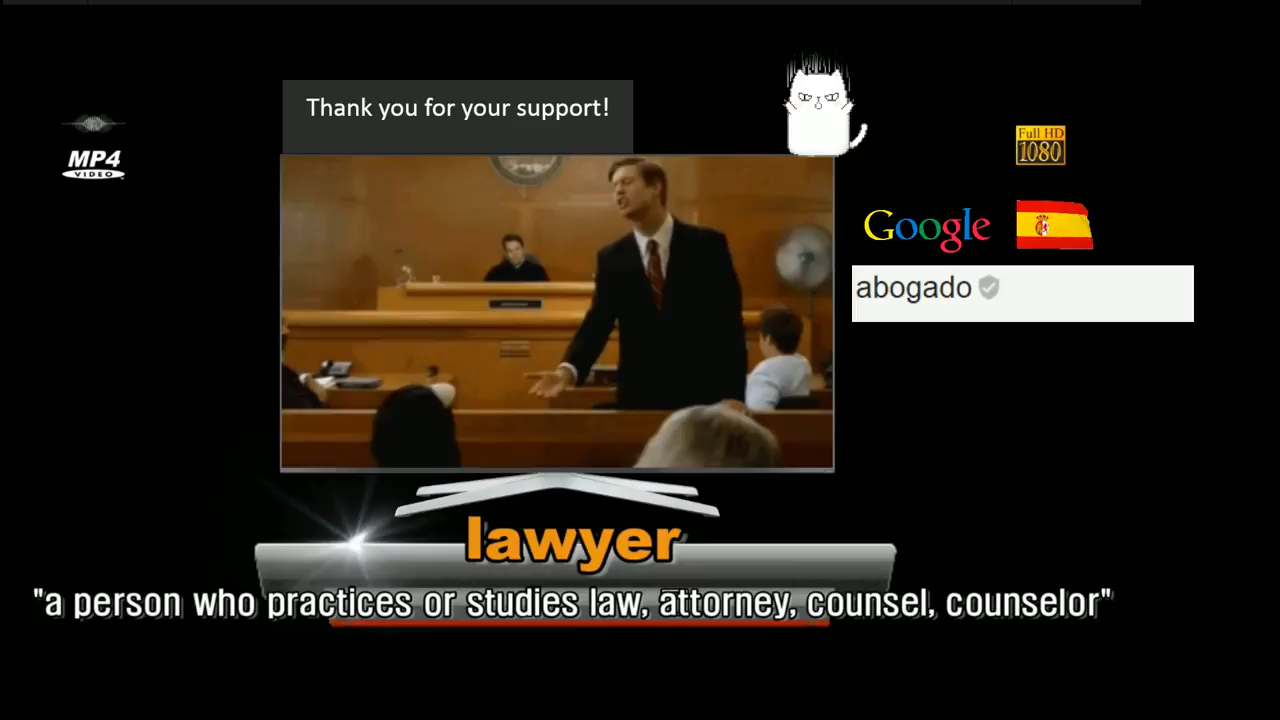 Thank you for your support!
MP4
VIDEO
Full HD
1080
Google
abogado
lawyer
"a person who practices or studies law, attorney, counsel, counselor"